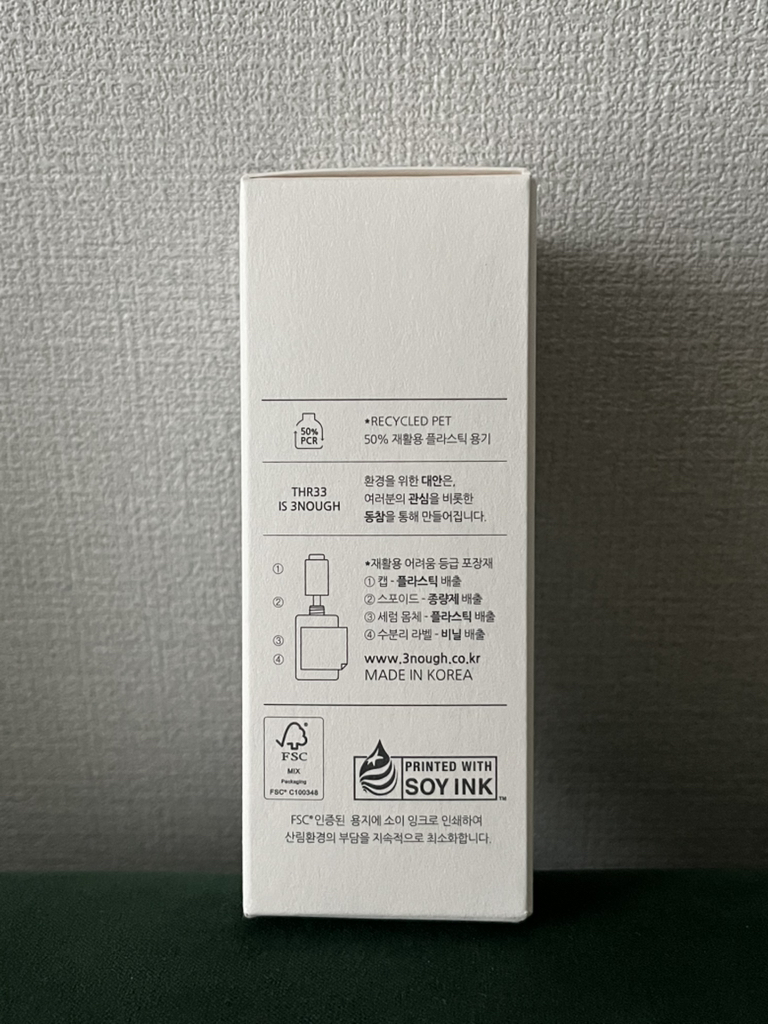 50%
PCR
*RECYCLED PET
50% 재활용 플라스틱 용기
THR33
IS 3NOUGH
환경을 위한 대안은,
여러분의 관심을 비롯한
동참을 통해 만들어집니다.
*재활용 어려움 등급 포장재
① 캡 - 플라스틱 배출
② 스포이드 - 종량제 배출
③ 세럼 몸체 - 플라스틱 배출
④ 수분리 라벨 - 비닐 배출
①
②
③
④
www.3nough.co.kr
MADE IN KOREA
FSC
MIX
Packaging
FSC® C100348
PRINTED WITH
SOY INK™
FSC®인증된 용지에 소이 잉크로 인쇄하여
산림환경의 부담을 지속적으로 최소화합니다.